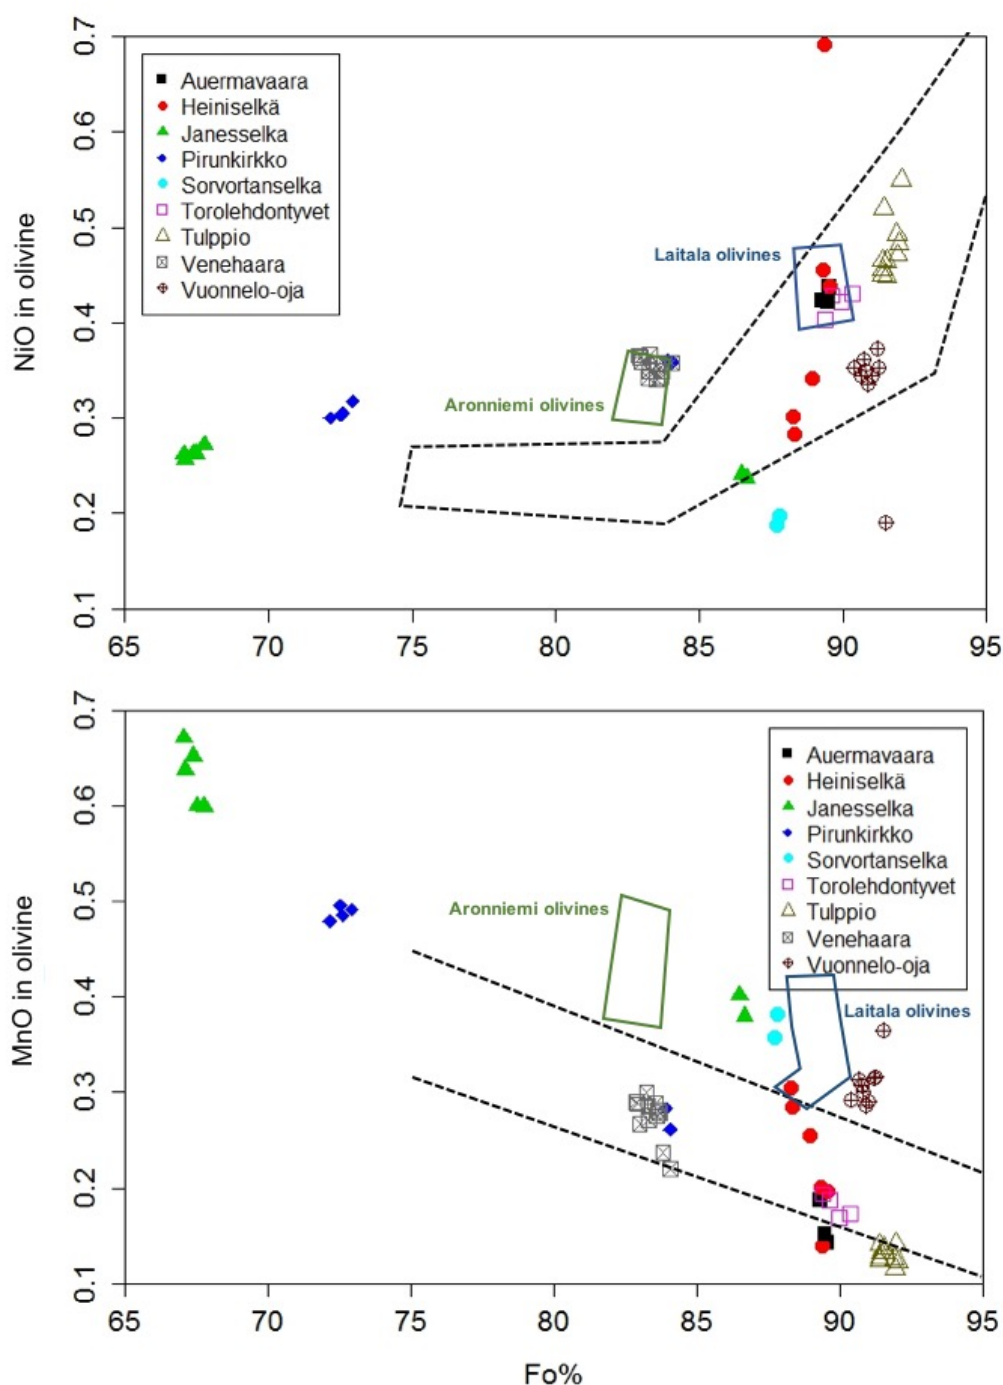 0.7
0.6
0.5
0.4
0.3
0.2
0.1
NiO in olivine
Auermavaara
Heiniselkä
Janesselka
Pirunkirkko
Sorvortanselka
Torolehdontyvet
Tulppio
Venehaara
Vuonnelo-oja
Laitala olivines
Aronniemi olivines
65 70 75 80 85 90 95
0.7
0.6
0.5
0.4
0.3
0.2
0.1
MnO in olivine
Auermavaara
Heiniselkä
Janesselka
Pirunkirkko
Sorvortanselka
Torolehdontyvet
Tulppio
Venehaara
Vuonnelo-oja
Aronniemi olivines
Laitala olivines
65 70 75 80 85 90 95
Fo%